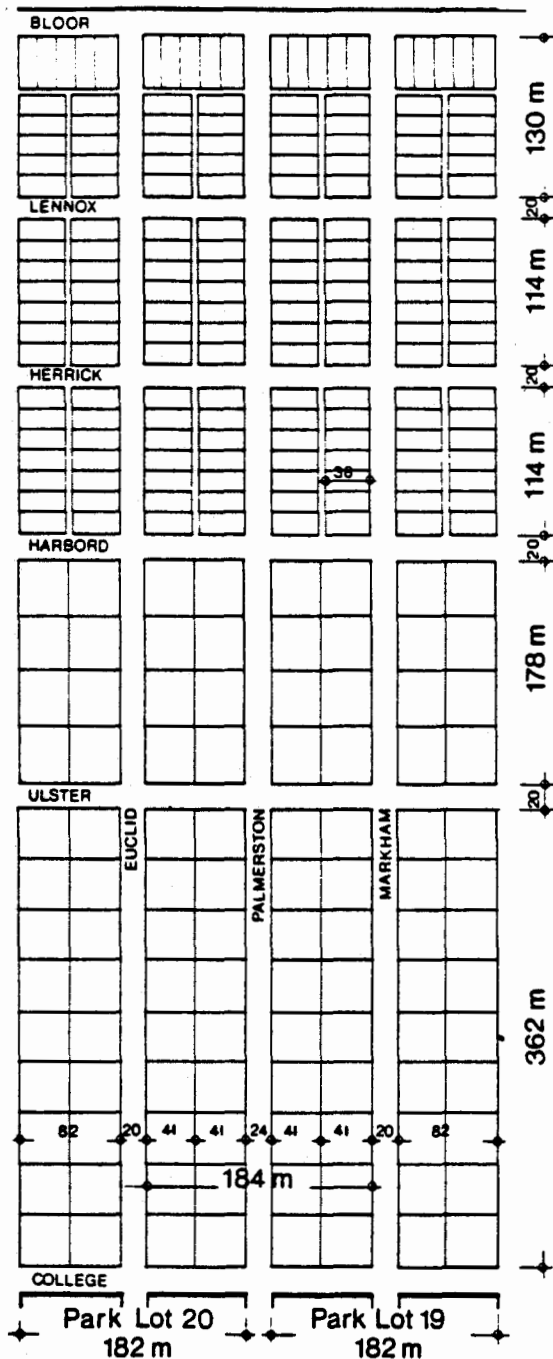 BLOOR
130 m
LENNOX
20
114 m
HERRICK
20
114 m
38
HARBORD
20
178 m
ULSTER
20
EUCLID
PALMERSTON
MARKHAM
362 m
82 20 41 41 24 41 41 20 82
184 m
COLLEGE
Park Lot 20 Park Lot 19
182 m 182 m